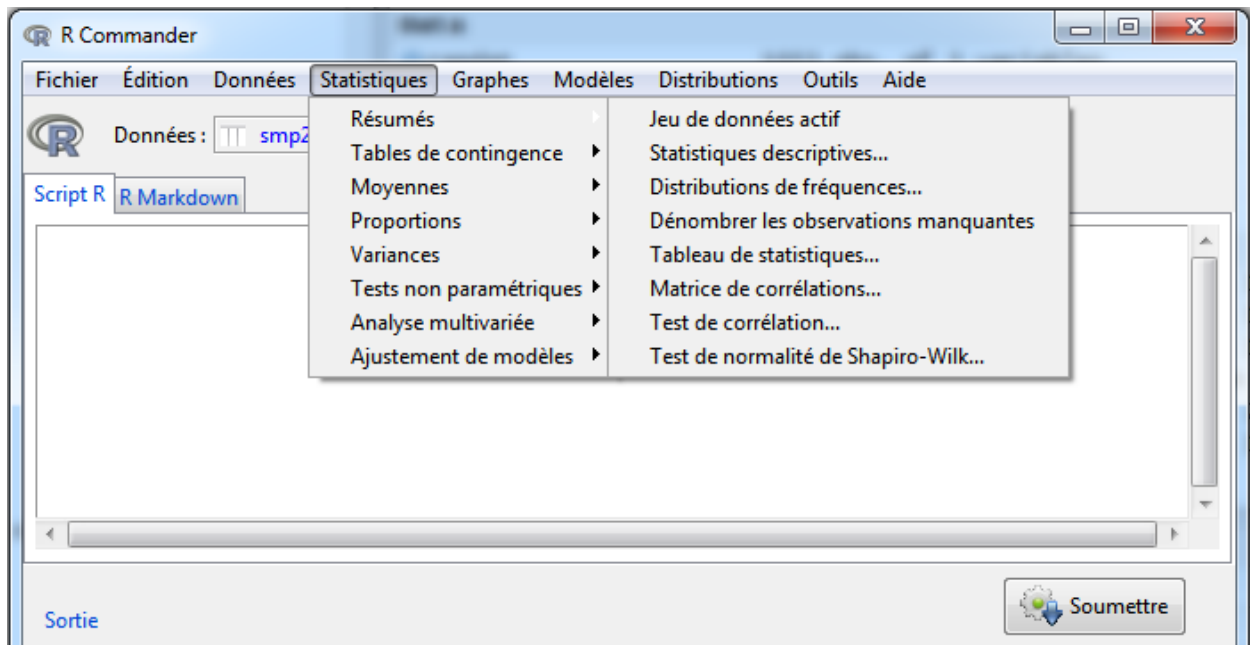 R Commander
Fichier Édition Données Statistiques Graphes Modèles Distributions Outils Aide
R Données : smp2
Script R R Markdown
Résumés
Tables de contingence
Moyennes
Proportions
Variances
Tests non paramétriques
Analyse multivariée
Ajustement de modèles
Jeu de données actif
Statistiques descriptives...
Distributions de fréquences...
Dénombrer les observations manquantes
Tableau de statistiques...
Matrice de corrélations...
Test de corrélation...
Test de normalité de Shapiro-Wilk...
Soumettre
Sortie